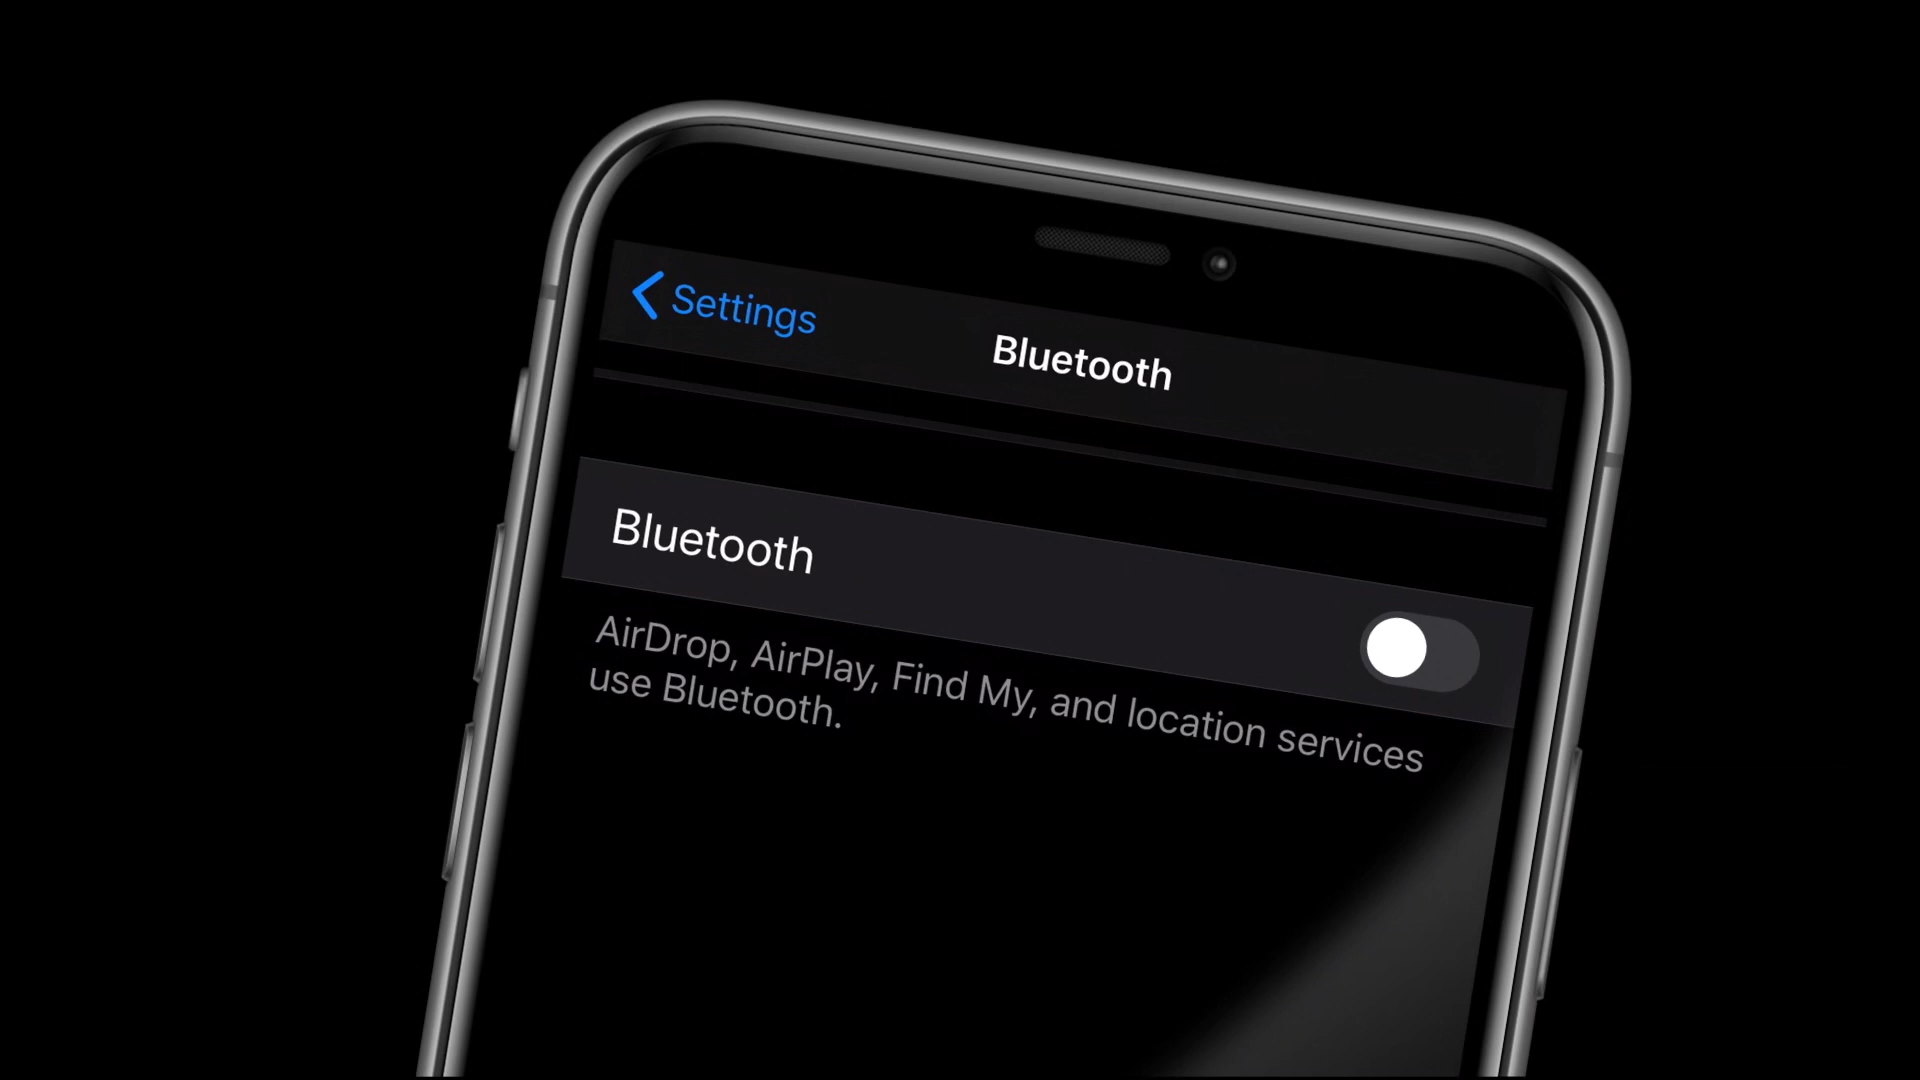 Settings
Bluetooth
Bluetooth
AirDrop, AirPlay, Find My, and location services
use Bluetooth.